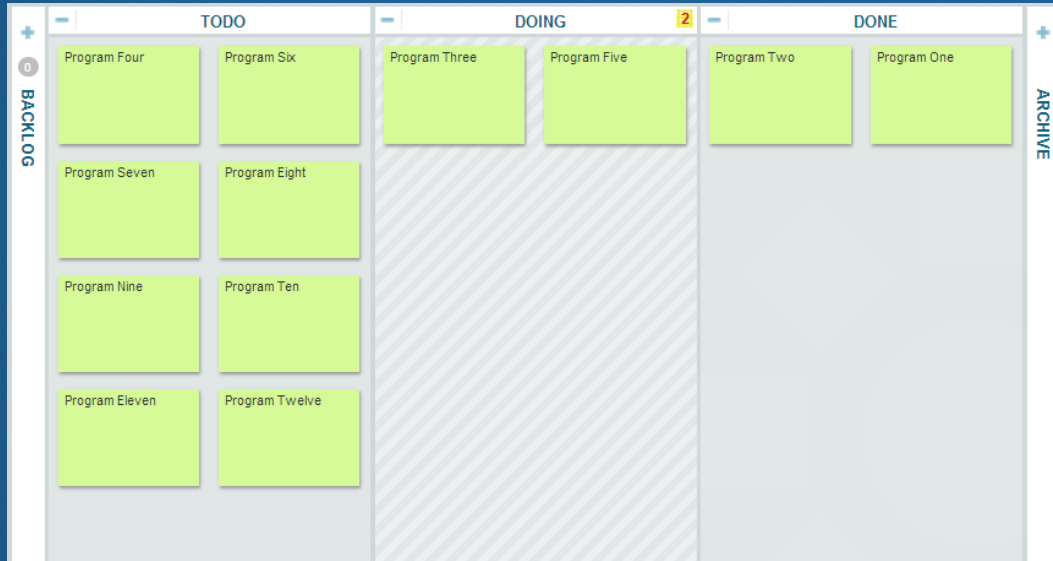 TODO
DOING
2
DONE
0
BACKLOG
Program Four
Program Six
Program Seven
Program Eight
Program Nine
Program Ten
Program Eleven
Program Twelve
Program Three
Program Five
Program Two
Program One
ARCHIVE